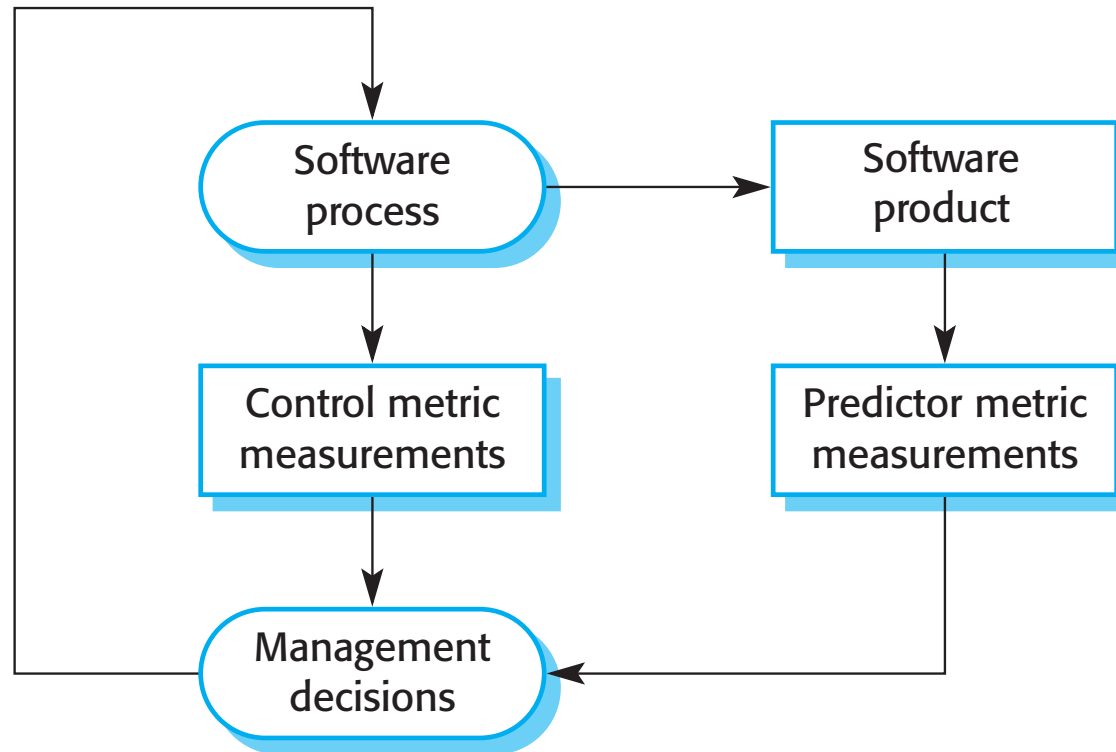 Software
process
Software
product
Control metric
measurements
Predictor metric
measurements
Management
decisions